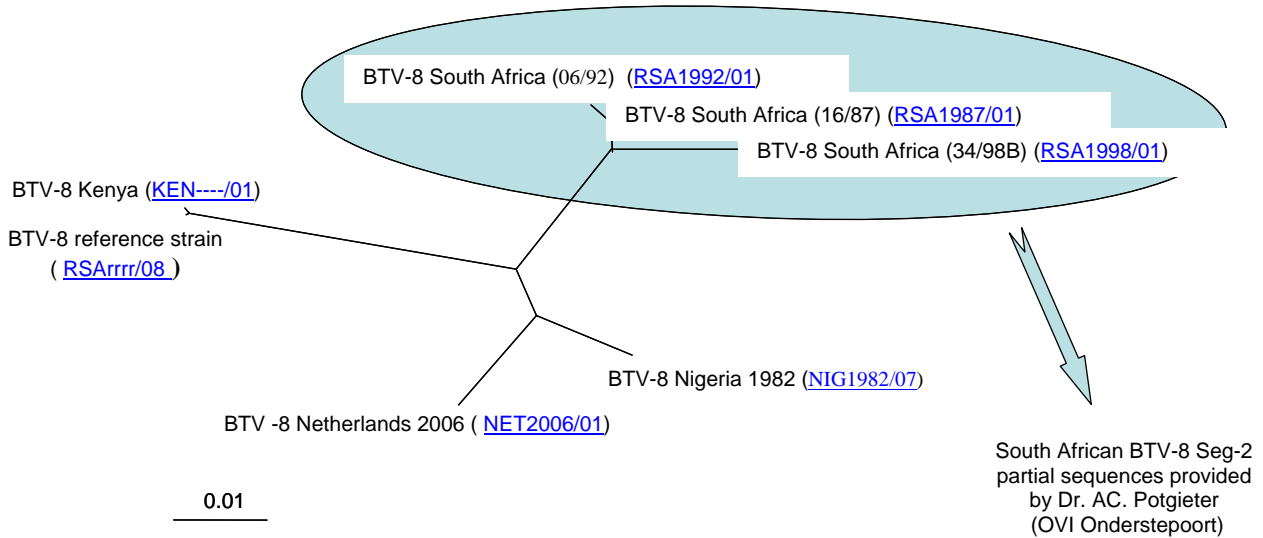 BTV-8 South Africa (06/92) (RSA1992/01)
BTV-8 South Africa (16/87) (RSA1987/01)
BTV-8 South Africa (34/98B) (RSA1998/01)
BTV-8 Kenya (KEN----/01)
BTV-8 reference strain
( RSArrrr/08 )
BTV-8 Nigeria 1982 (NIG1982/07)
BTV -8 Netherlands 2006 ( NET2006/01)
South African BTV-8 Seg-2
partial sequences provided
by Dr. AC. Potgieter
(OVI Onderstepoort)
0.01